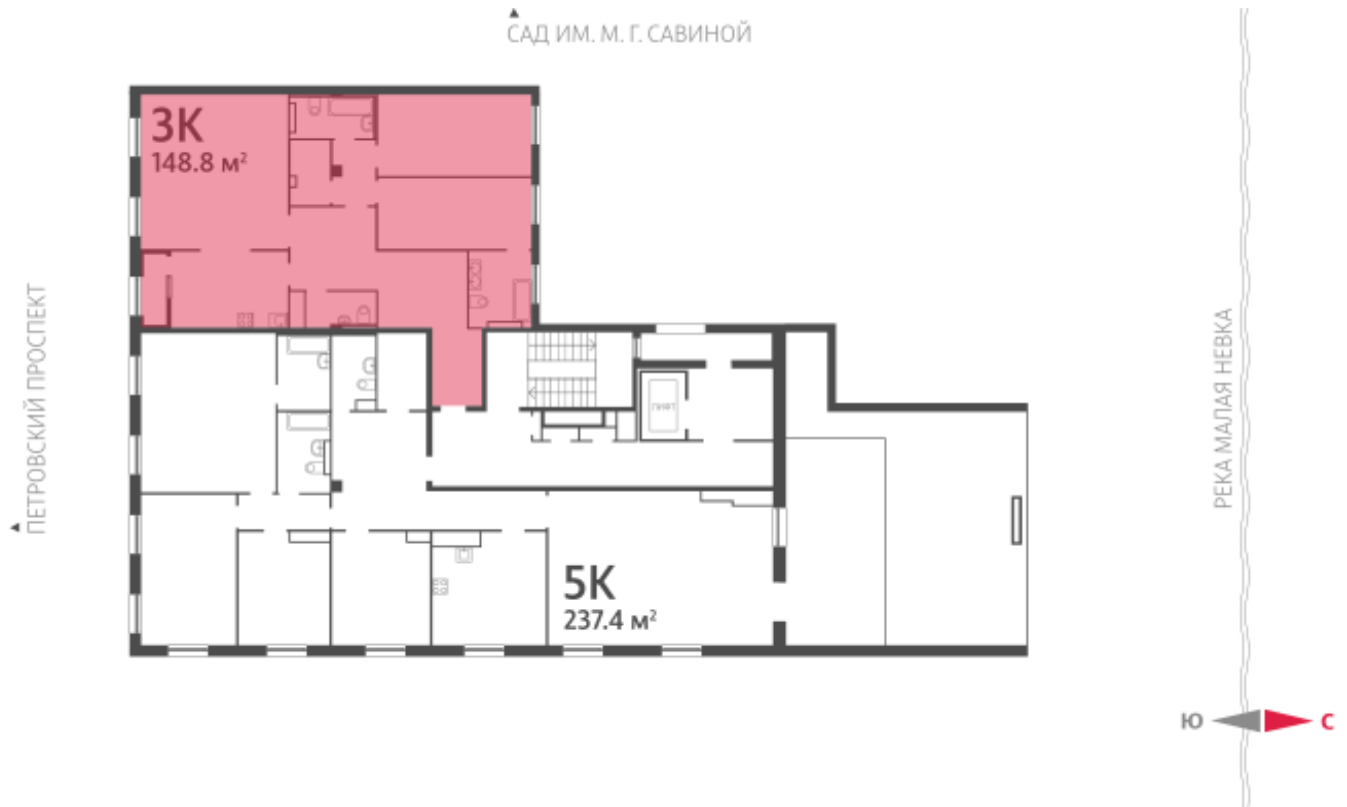 САД ИМ. М. Г. САВИНОЙ
3К
148.8 м²
ПЕТРОВСКИЙ ПРОСПЕКТ
ЛИФТ
РЕКА МАЛАЯ НЕВКА
5К
237.4 м²
Ю С